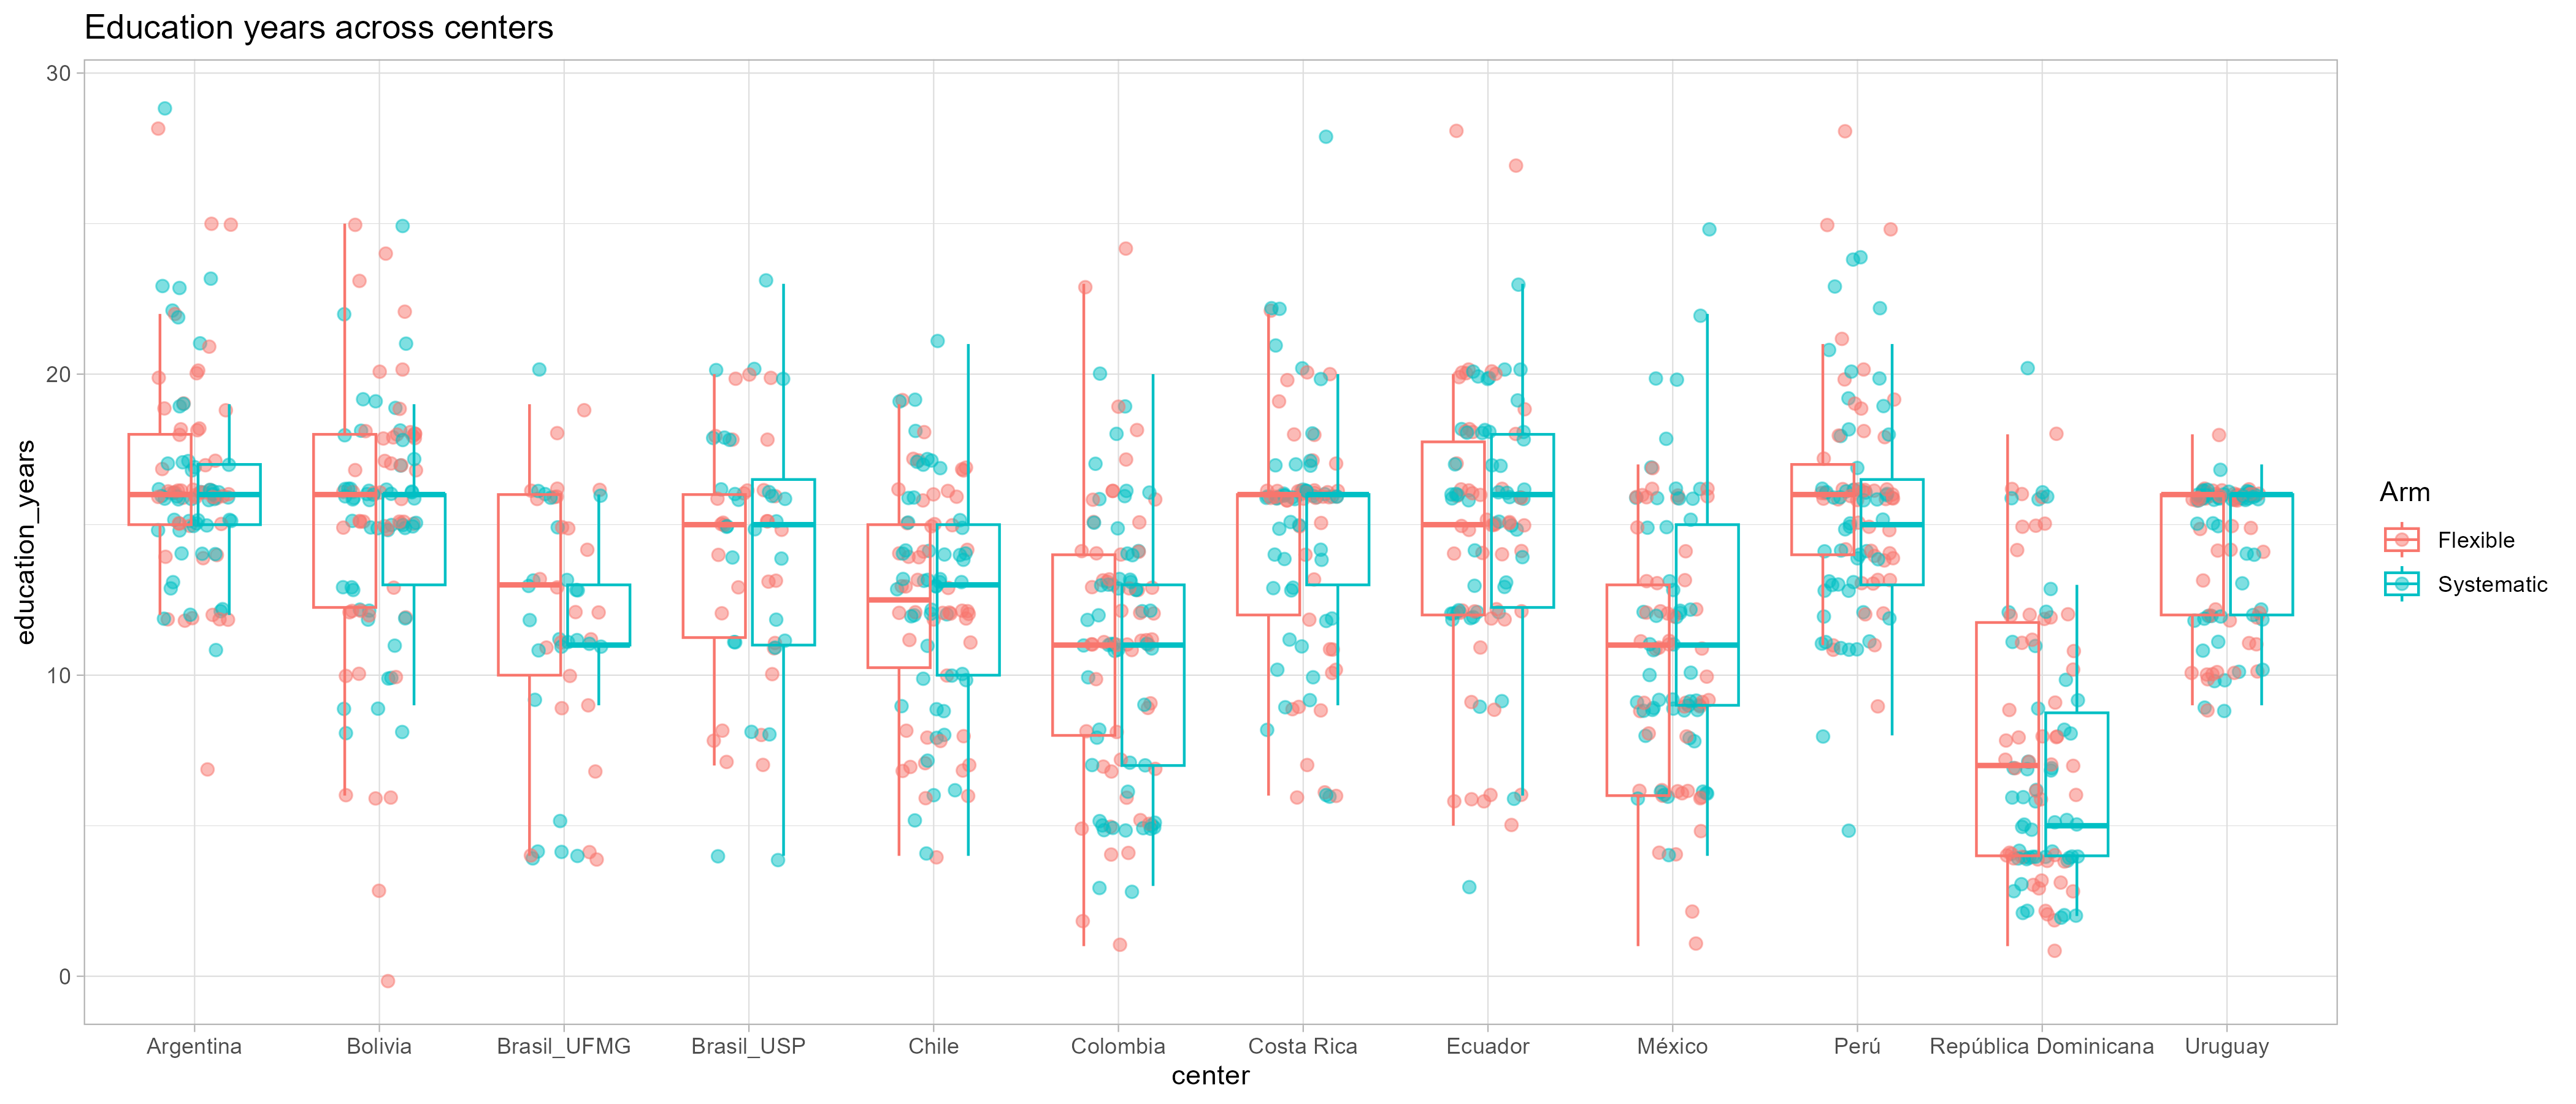 Education years across centers
30
20
10
0
education_years
Argentina Bolivia Brasil_UFMG Brasil_USP Chile Colombia Costa Rica Ecuador México Perú República Dominicana Uruguay
center
Arm
Flexible
Systematic